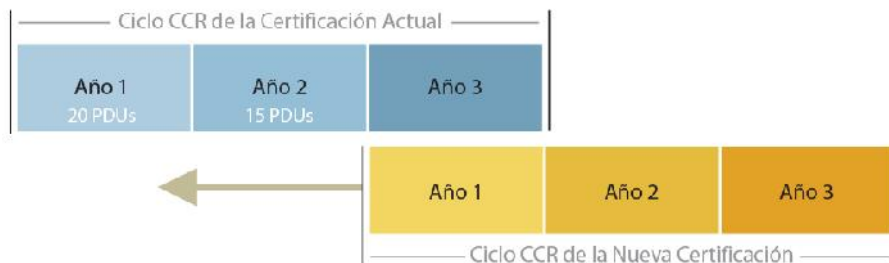 Ciclo CCR de la Certificación Actual
Año 1
20 PDUs
Año 2
15 PDUs
Año 3
Año 1
Año 2
Año 3
Ciclo CCR de la Nueva Certificación